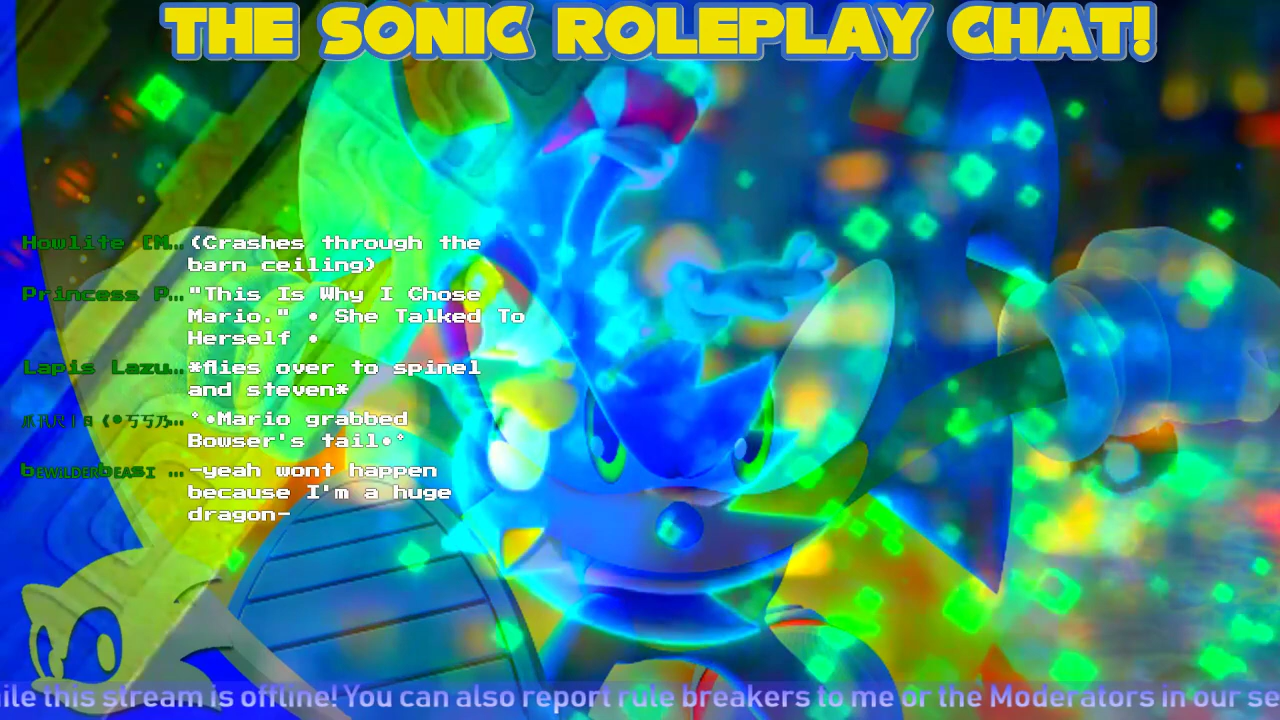 THE SONIC ROLEPLAY CHAT!
Howlite [M... (Crashes through the
barn ceiling)
Princess P... "This Is Why I Chose
Mario." • She Talked To
Herself •
Lapis Lazu... *flies over to spinel
and steven*
°•Mario grabbed
Bowser's tail•°
bEWILDERbEAST ... -yeah wont happen
because I'm a huge
dragon-
ile this stream is offline! You can also report rule breakers to me or the Moderators in our se